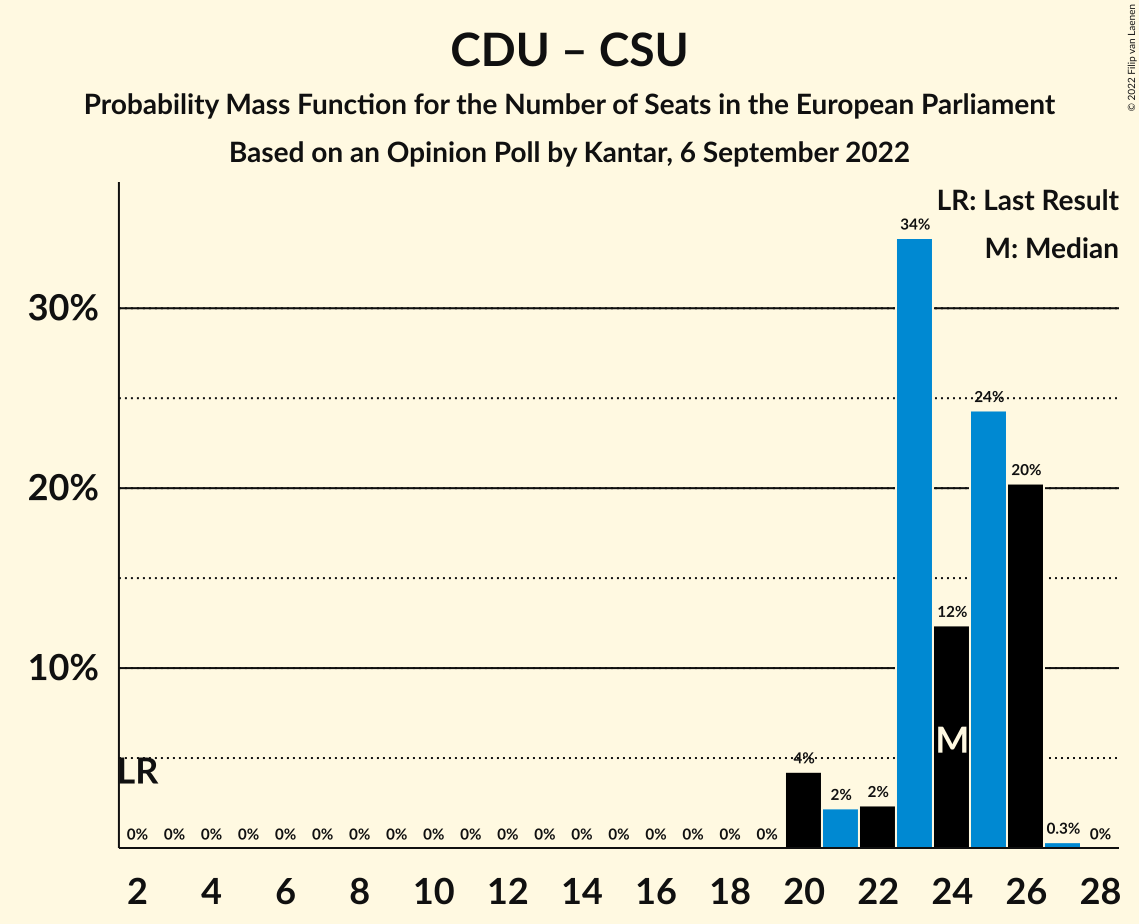 CDU – CSU
Probability Mass Function for the Number of Seats in the European Parliament
Based on an Opinion Poll by Kantar, 6 September 2022
© 2022 Filip van Laenen
LR: Last Result
M: Median
34%
30%
24%
20%
20%
12%
10%
M
LR
4%
2%
2%
0.3%
0% 0% 0% 0% 0% 0% 0% 0% 0% 0% 0% 0% 0% 0% 0% 0% 0% 0% 0%
2 4 6 8 10 12 14 16 18 20 22 24 26 28